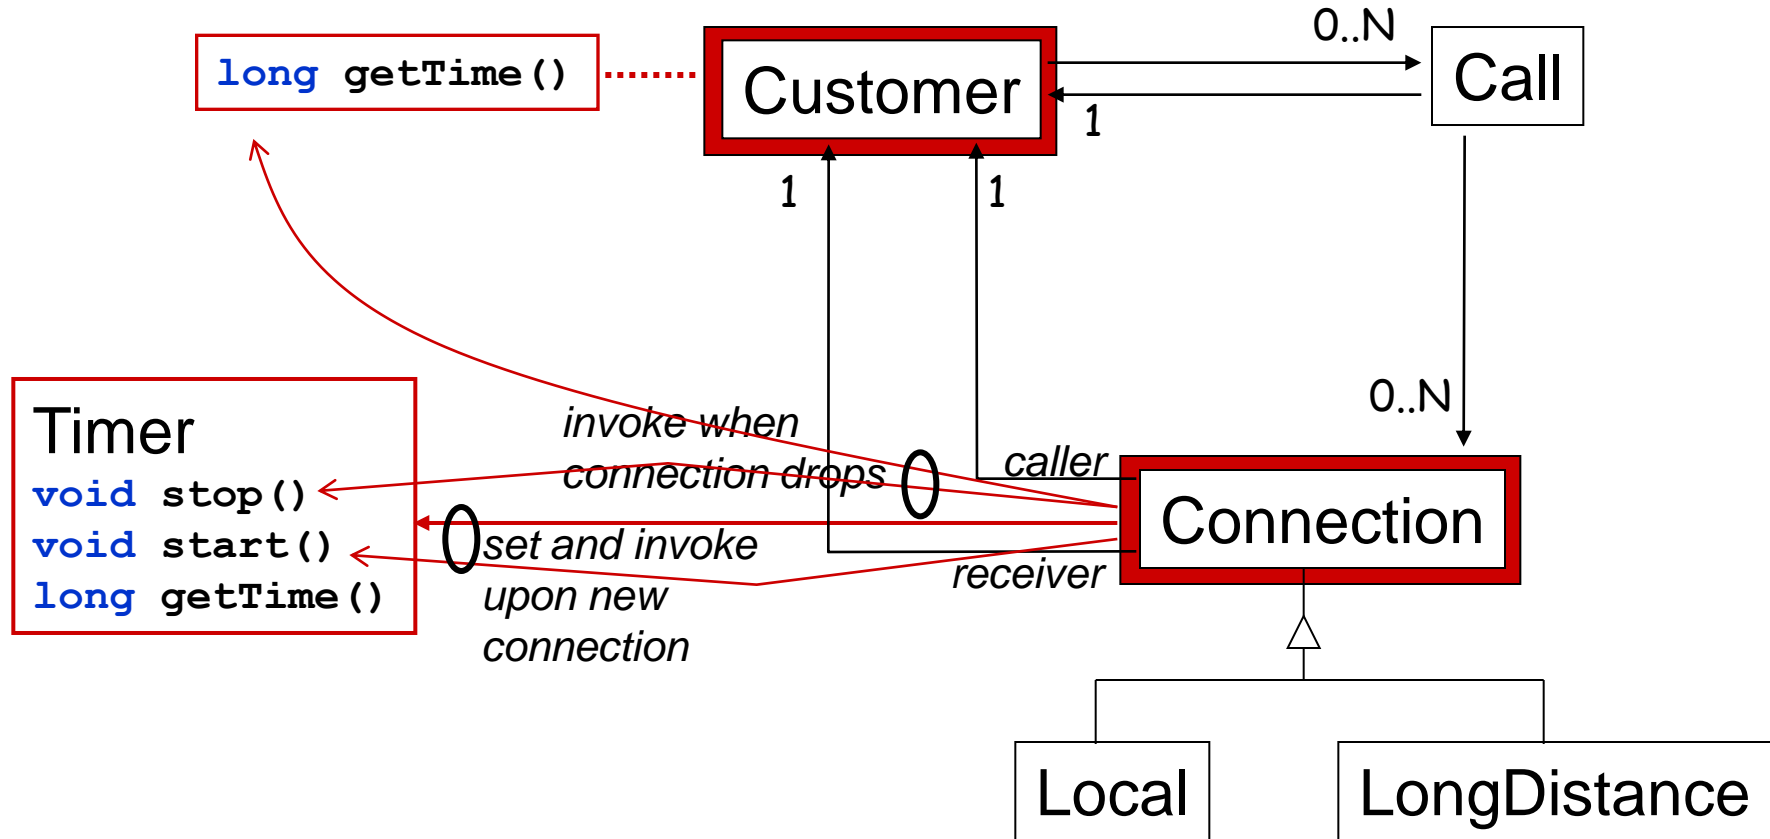 0..N
long getTime()
Customer
Call
1
1
1
0..N
Timer
void stop()
void start()
long getTime()
invoke when
connection drops
caller
Connection
set and invoke
upon new
connection
receiver
Local
LongDistance